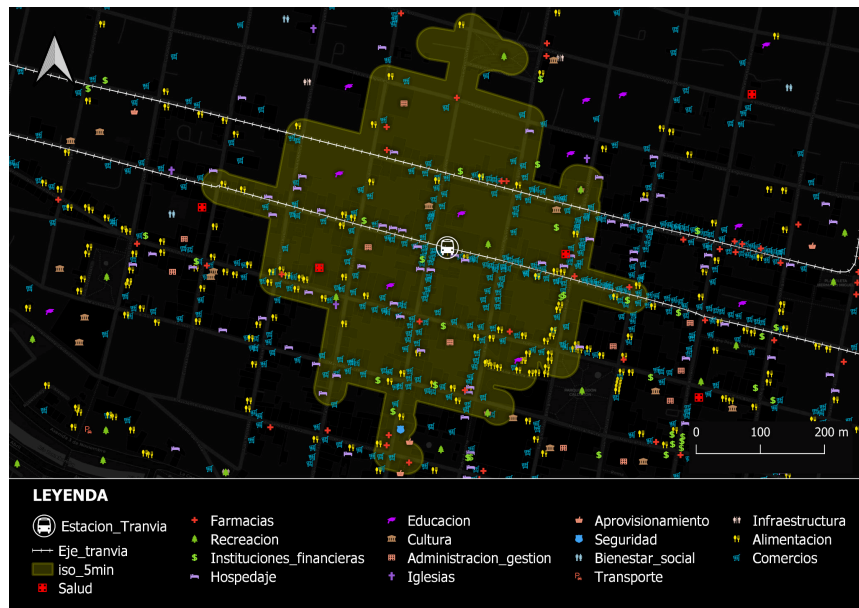 0 100 200 m
LEYENDA
Estacion_Tranvia
Eje_tranvia
iso_5min
Salud
Farmacias
Recreacion
Instituciones_financieras
Hospedaje
Educacion
Cultura
Administracion_gestion
Iglesias
Aprovisionamiento
Seguridad
Bienestar_social
Transporte
Infraestructura
Alimentacion
Comercios